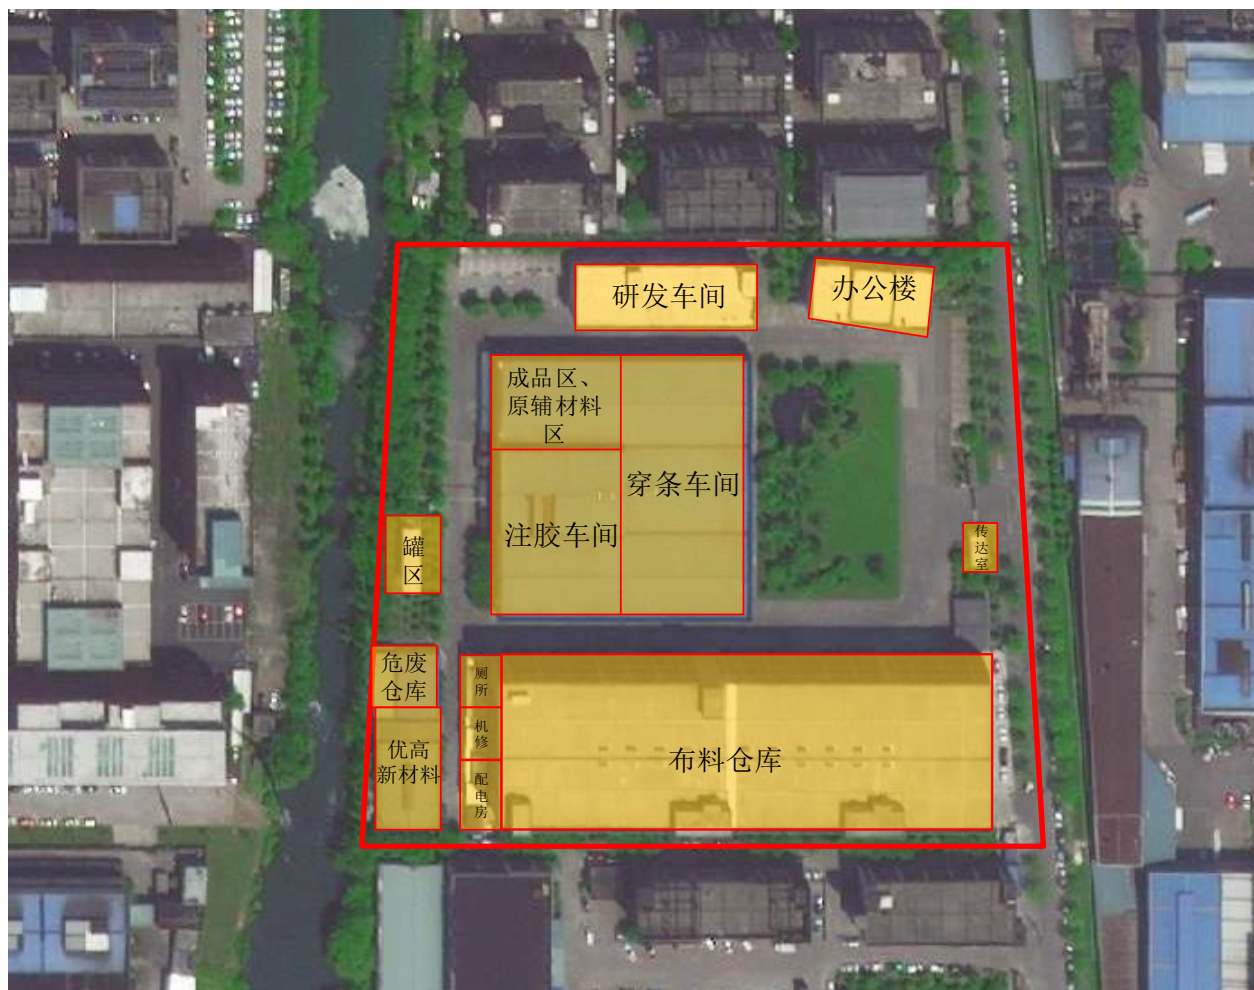 研发车间
办公楼
成品区、
原辅材料
区
穿条车间
注胶车间
罐
区
传
达
室
危废
仓库
厕
所
机
修
优高
新材料
布料仓库
配
电
房